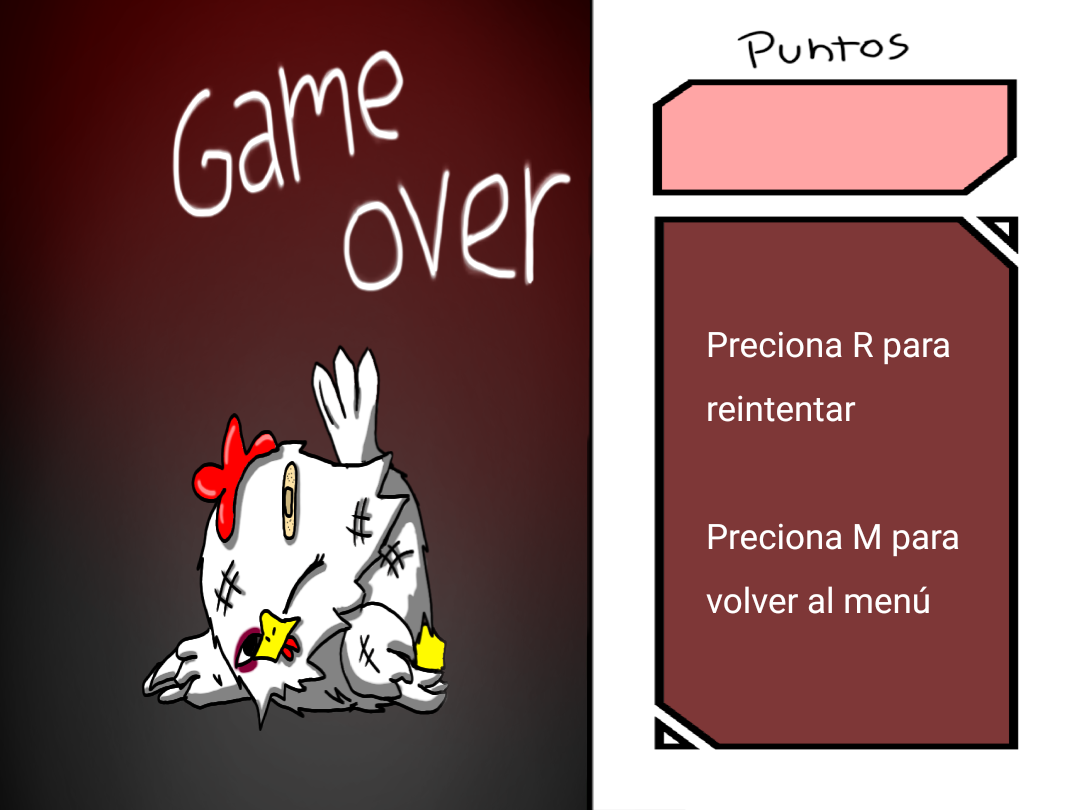 Game
over
Puntos
Preciona R para
reintentar
Preciona M para
volver al menú